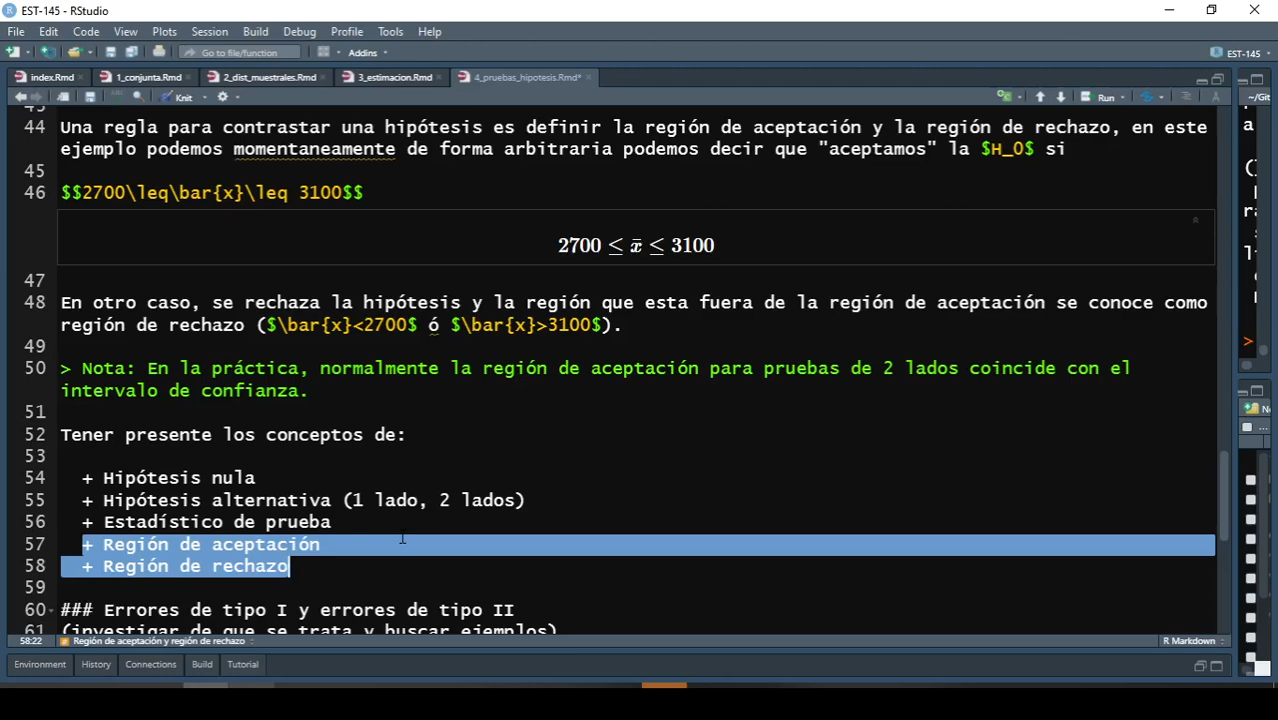 EST-145 - RStudio
File Edit Code View Plots Session Build Debug Profile Tools Help
Go to file/function Addins EST-145
index.Rmd 1_conjunta.Rmd 2_dist_muestrales.Rmd 3_estimacion.Rmd 4_pruebas_hipotesis.Rmd*
Knit Run ~/Git
44 Una regla para contrastar una hipótesis es definir la región de aceptación y la región de rechazo, en este
ejemplo podemos momentaneamente de forma arbitraria podemos decir que "aceptamos" la $H_0$ si
45
46 $$2700\leq\bar{x}\leq 3100$$
2700 ≤ x̄ ≤ 3100
47
48 En otro caso, se rechaza la hipótesis y la región que esta fuera de la región de aceptación se conoce como
región de rechazo ($\bar{x}<2700$ ó $\bar{x}>3100$).
49
50 > Nota: En la práctica, normalmente la región de aceptación para pruebas de 2 lados coincide con el
intervalo de confianza.
51
52 Tener presente los conceptos de:
53
54 + Hipótesis nula
55 + Hipótesis alternativa (1 lado, 2 lados)
56 + Estadístico de prueba
57 + Región de aceptación
58 + Región de rechazo
59
60 ### Errores de tipo I y errores de tipo II
61 (investigar de que se trata y buscar ejemplos)
58:22 Región de aceptación y región de rechazo R Markdown
Environment History Connections Build Tutorial